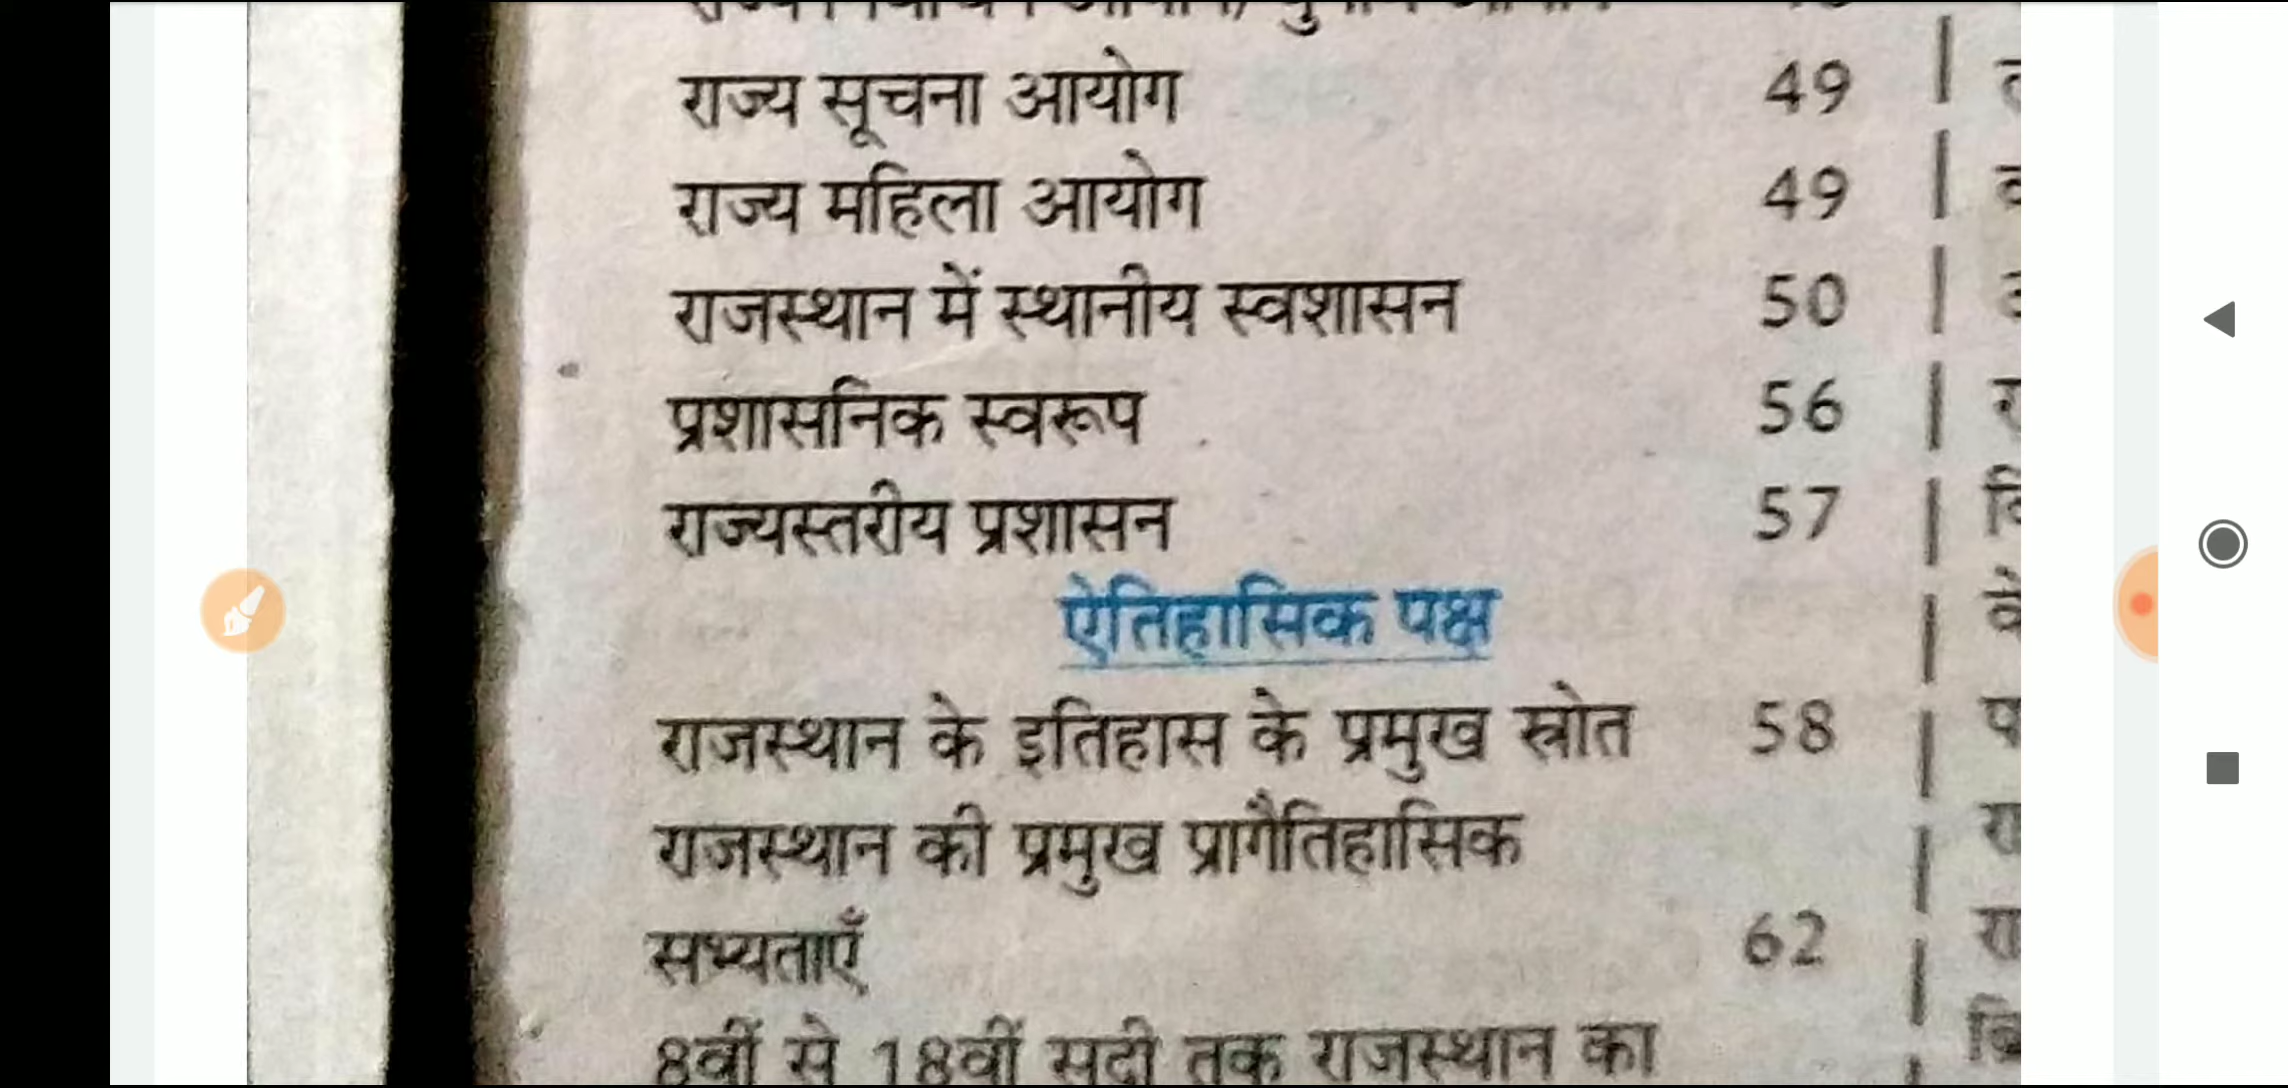 राज्य सूचना आयोग 49
राज्य महिला आयोग 49
राजस्थान में स्थानीय स्वशासन 50
प्रशासनिक स्वरूप 56
राज्यस्तरीय प्रशासन 57
ऐतिहासिक पक्ष
राजस्थान के इतिहास के प्रमुख स्रोत 58
राजस्थान की प्रमुख प्रागैतिहासिक
सभ्यताएँ 62
8वीं से 18वीं सदी तक राजस्थान का